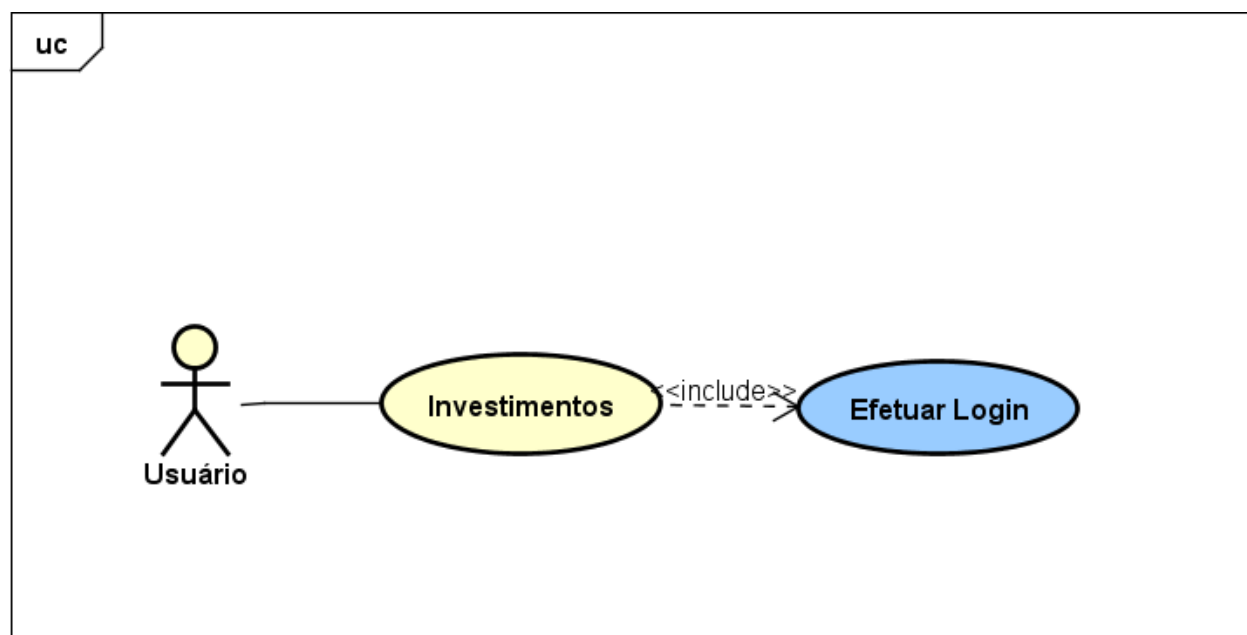 uc
Investimentos
<<include>>
Efetuar Login
Usuário